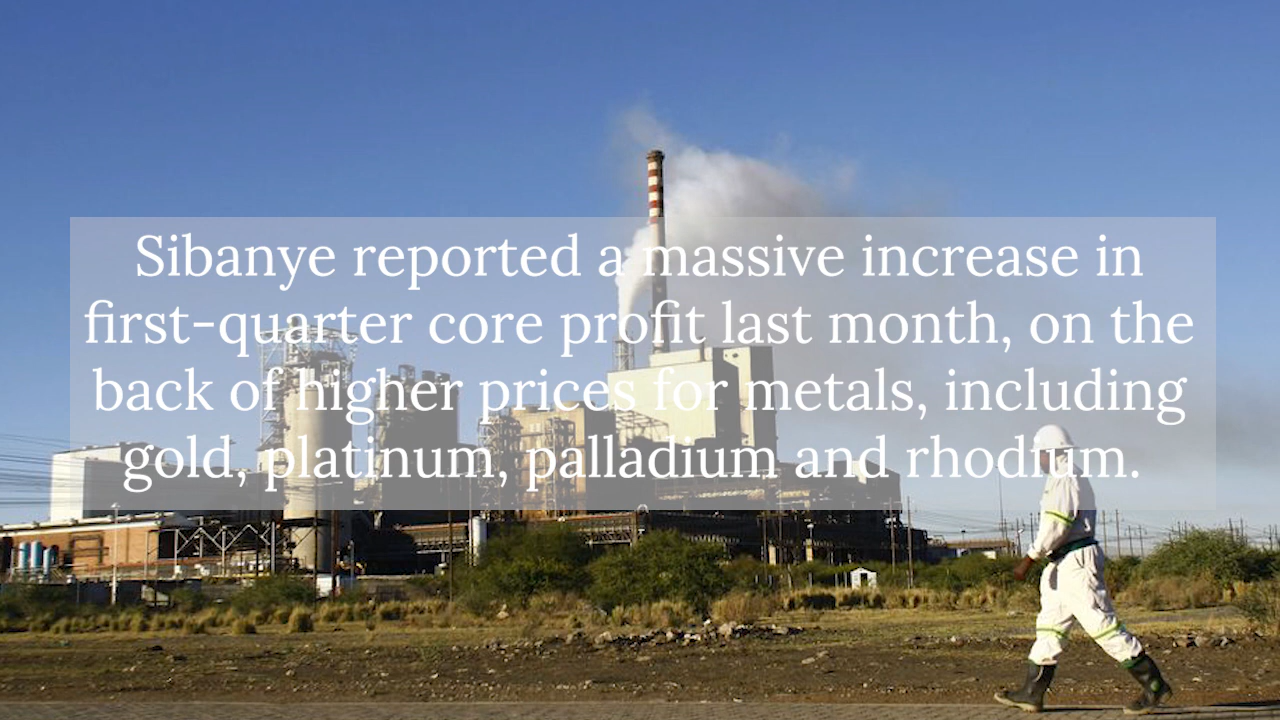 Sibanye reported a massive increase in
first-quarter core profit last month, on the
back of higher prices for metals, including
gold, platinum, palladium and rhodium.